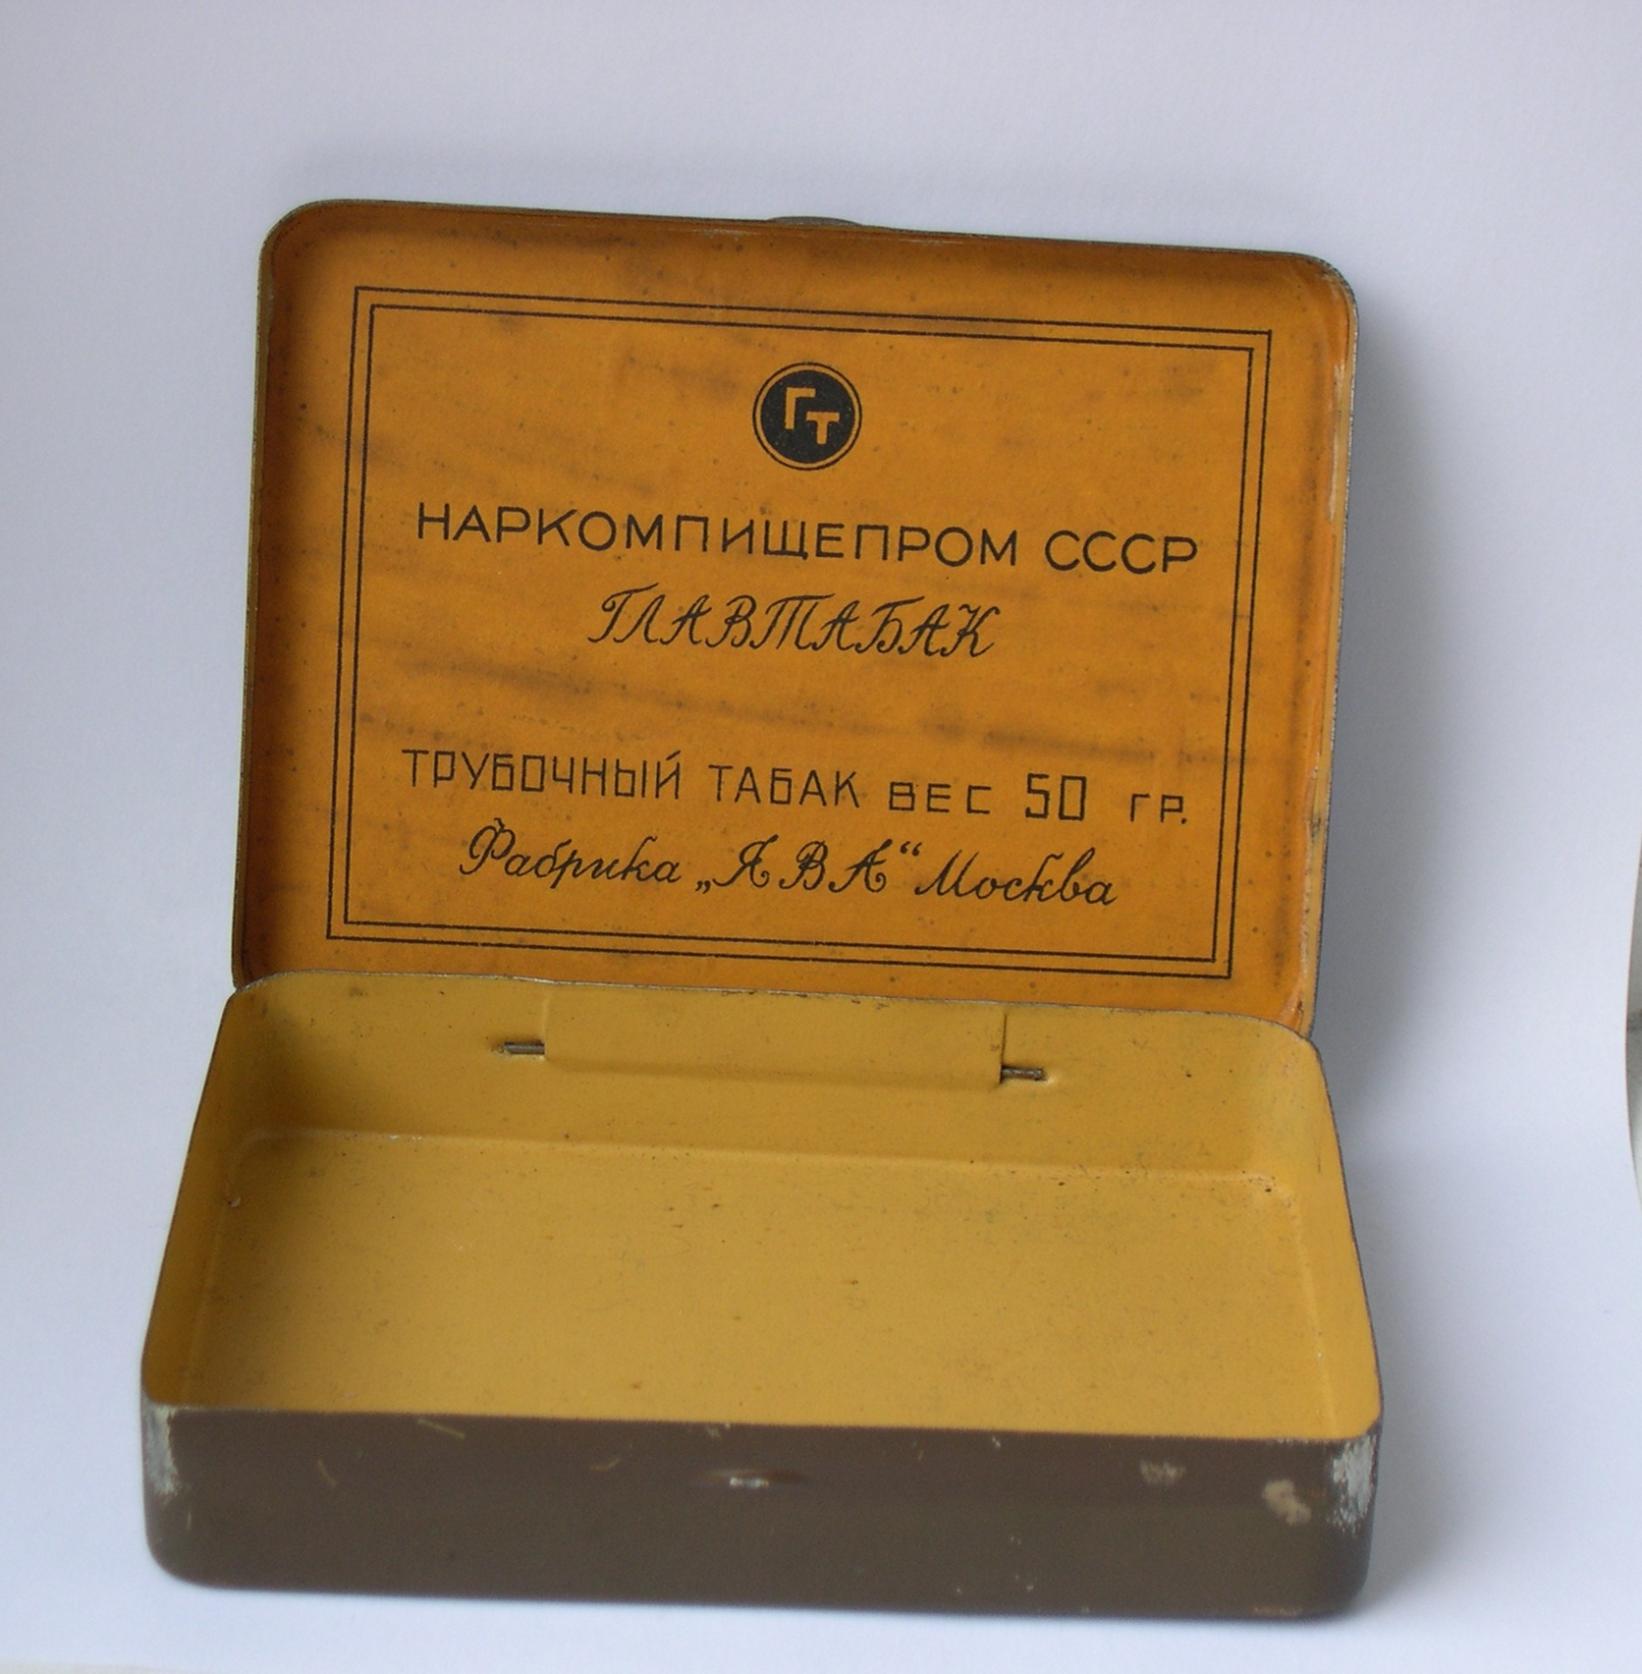 ГТ
НАРКОМПИЩЕПРОМ СССР
ГЛАВТАБАК
ТРУБОЧНЫЙ ТАБАК ВЕС 50 ГР.
Фабрика „ЯВА“ Москва